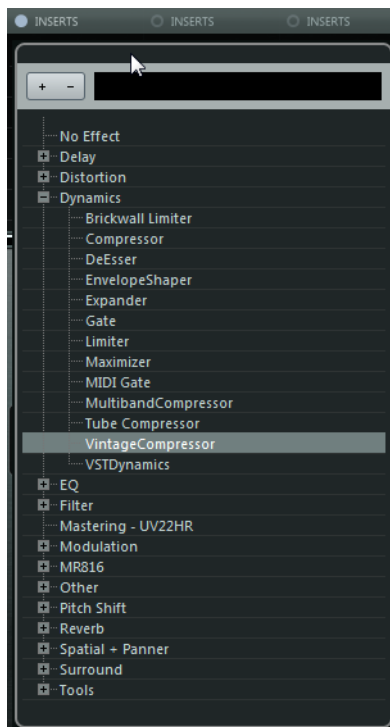 INSERTS INSERTS INSERTS
+ -
No Effect
Delay
Distortion
Dynamics
Brickwall Limiter
Compressor
DeEsser
EnvelopeShaper
Expander
Gate
Limiter
Maximizer
MIDI Gate
MultibandCompressor
Tube Compressor
VintageCompressor
VSTDynamics
EQ
Filter
Mastering - UV22HR
Modulation
MR816
Other
Pitch Shift
Reverb
Spatial + Panner
Surround
Tools